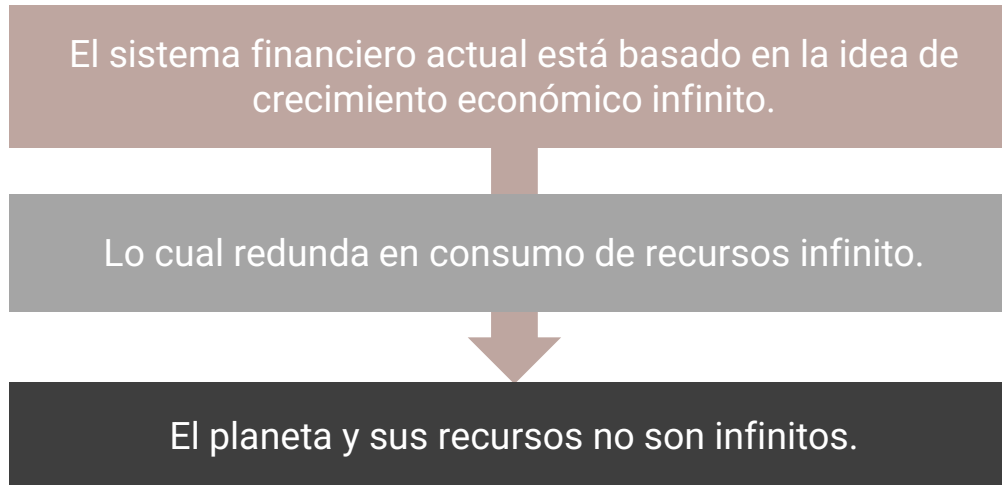 El sistema financiero actual está basado en la idea de
crecimiento económico infinito.
Lo cual redunda en consumo de recursos infinito.
El planeta y sus recursos no son infinitos.